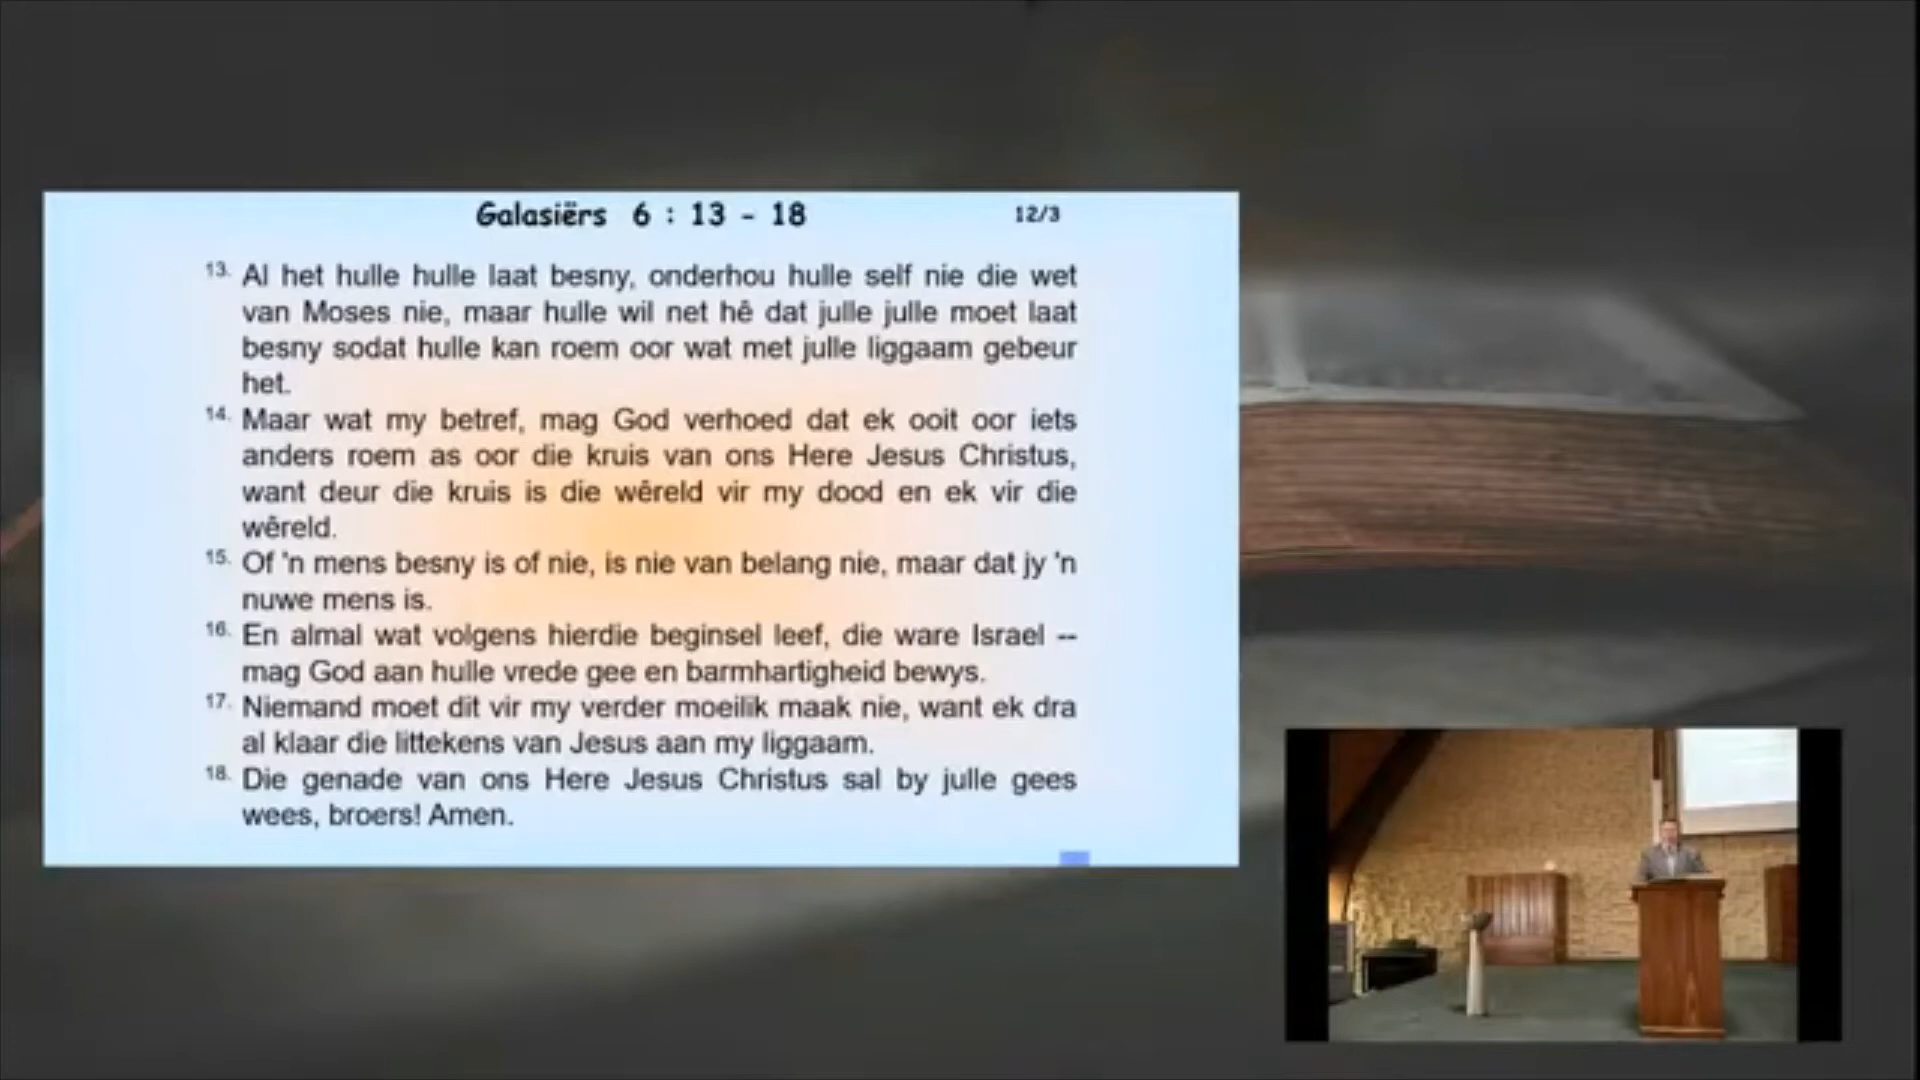 Galasiërs 6 : 13 - 18
12/3
13. Al het hulle hulle laat besny, onderhou hulle self nie die wet
van Moses nie, maar hulle wil net hê dat julle julle moet laat
besny sodat hulle kan roem oor wat met julle liggaam gebeur
het.
14. Maar wat my betref, mag God verhoed dat ek ooit oor iets
anders roem as oor die kruis van ons Here Jesus Christus,
want deur die kruis is die wêreld vir my dood en ek vir die
wêreld.
15. Of 'n mens besny is of nie, is nie van belang nie, maar dat jy 'n
nuwe mens is.
16. En almal wat volgens hierdie beginsel leef, die ware Israel --
mag God aan hulle vrede gee en barmhartigheid bewys.
17. Niemand moet dit vir my verder moeilik maak nie, want ek dra
al klaar die littekens van Jesus aan my liggaam.
18. Die genade van ons Here Jesus Christus sal by julle gees
wees, broers! Amen.